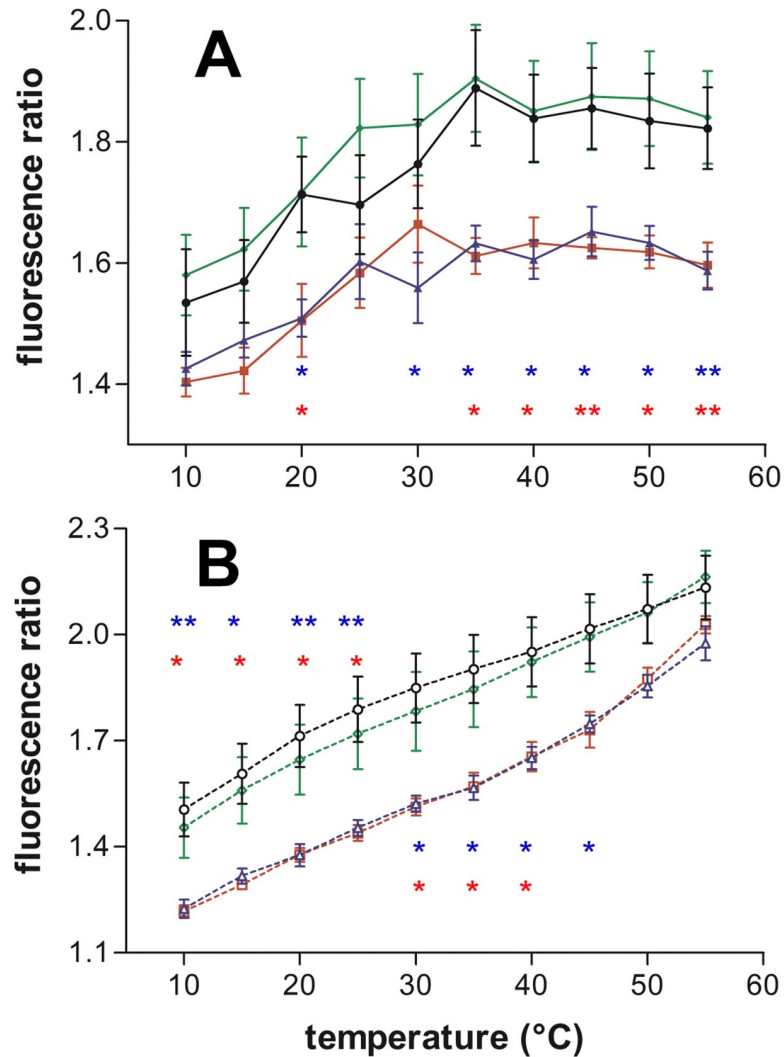 2.0
A
1.8
1.6
1.4
fluorescence ratio
* * * * * * **
* * * ** * **
10 20 30 40 50 60
2.3
B
2.0
1.7
1.4
1.1
fluorescence ratio
** * ** **
* * * *
* * * *
* * *
10 20 30 40 50 60
temperature (°C)